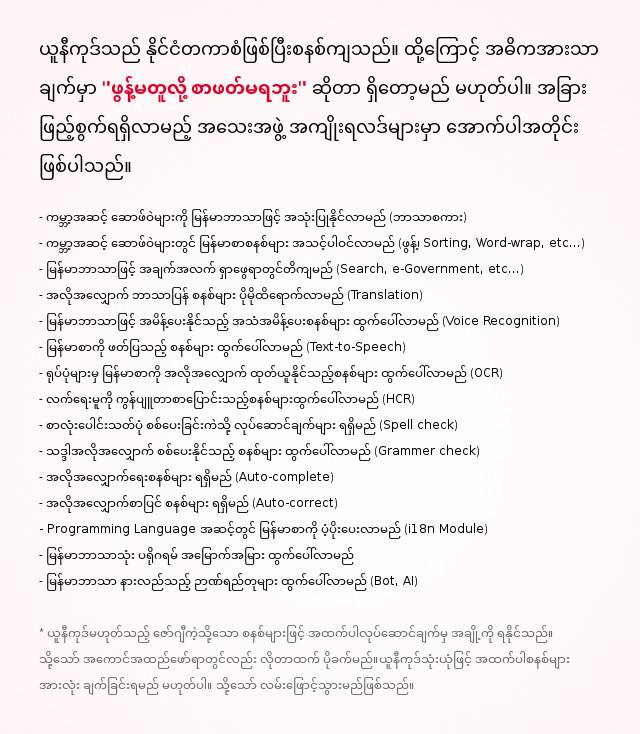 ယူနီကုဒ်သည် နိုင်ငံတကာစံဖြစ်ပြီးစနစ်ကျသည်။ ထို့ကြောင့် အဓိကအားသာ
ချက်မှာ "ဖွန့်မတူလို့ စာဖတ်မရဘူး" ဆိုတာ ရှိတော့မည် မဟုတ်ပါ။ အခြား
ဖြည့်စွက်ရရှိလာမည့် အသေးအဖွဲ့ အကျိုးရလဒ်များမှာ အောက်ပါအတိုင်း
ဖြစ်ပါသည်။
- ကမ္ဘာ့အဆင့် ဆောဖ်ဝဲများကို မြန်မာဘာသာဖြင့် အသုံးပြုနိုင်လာမည် (ဘာသာစကား)
- ကမ္ဘာ့အဆင့် ဆောဖ်ဝဲများတွင် မြန်မာစာစနစ်များ အသင့်ပါဝင်လာမည် (ဖွန့်၊ Sorting, Word-wrap, etc...)
- မြန်မာဘာသာဖြင့် အချက်အလက် ရှာဖွေရာတွင်တိကျမည် (Search, e-Government, etc...)
- အလိုအလျှောက် ဘာသာပြန် စနစ်များ ပိုမိုထိရောက်လာမည် (Translation)
- မြန်မာဘာသာဖြင့် အမိန့်ပေးနိုင်သည့် အသံအမိန့်ပေးစနစ်များ ထွက်ပေါ်လာမည် (Voice Recognition)
- မြန်မာစာကို ဖတ်ပြသည့် စနစ်များ ထွက်ပေါ်လာမည် (Text-to-Speech)
- ရုပ်ပုံများမှ မြန်မာစာကို အလိုအလျှောက် ထုတ်ယူနိုင်သည့်စနစ်များ ထွက်ပေါ်လာမည် (OCR)
- လက်ရေးမူကို ကွန်ပျူတာစာပြောင်းသည့်စနစ်များထွက်ပေါ်လာမည် (HCR)
- စာလုံးပေါင်းသတ်ပုံ စစ်ပေးခြင်းကဲသို့ လုပ်ဆောင်ချက်များ ရရှိမည် (Spell check)
- သဒ္ဒါအလိုအလျှောက် စစ်ပေးနိုင်သည့် စနစ်များ ထွက်ပေါ်လာမည် (Grammer check)
- အလိုအလျှောက်ရေးစနစ်များ ရရှိမည် (Auto-complete)
- အလိုအလျှောက်စာပြင် စနစ်များ ရရှိမည် (Auto-correct)
- Programming Language အဆင့်တွင် မြန်မာစာကို ပံ့ပိုးပေးလာမည် (i18n Module)
- မြန်မာဘာသာသုံး ပရိုဂရမ် အမြောက်အမြား ထွက်ပေါ်လာမည်
- မြန်မာဘာသာ နားလည်သည့် ဉာဏ်ရည်တုများ ထွက်ပေါ်လာမည် (Bot, AI)
* ယူနီကုဒ်မဟုတ်သည့် ဇော်ဂျီကဲ့သို့သော စနစ်များဖြင့် အထက်ပါလုပ်ဆောင်ချက်မှ အချို့ကို ရနိုင်သည်။
သို့သော် အကောင်အထည်ဖော်ရာတွင်လည်း လိုတာထက် ပိုခက်မည်။ယူနီကုဒ်သုံးယုံဖြင့် အထက်ပါစနစ်များ
အားလုံး ချက်ခြင်းရမည် မဟုတ်ပါ။ သို့သော် လမ်းဖြောင့်သွားမည်ဖြစ်သည်။